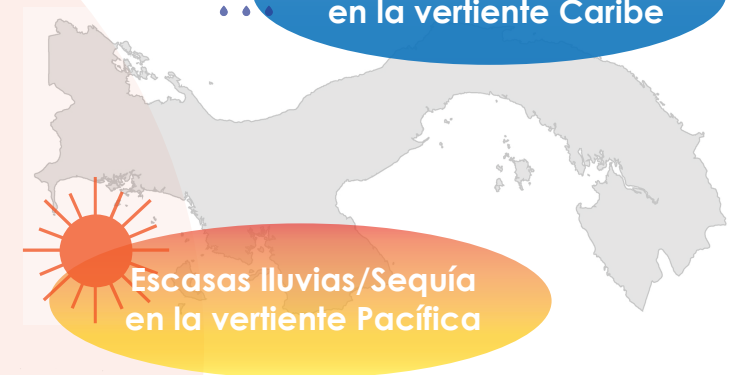 en la vertiente Caribe
Escasas lluvias/Sequía
en la vertiente Pacífica